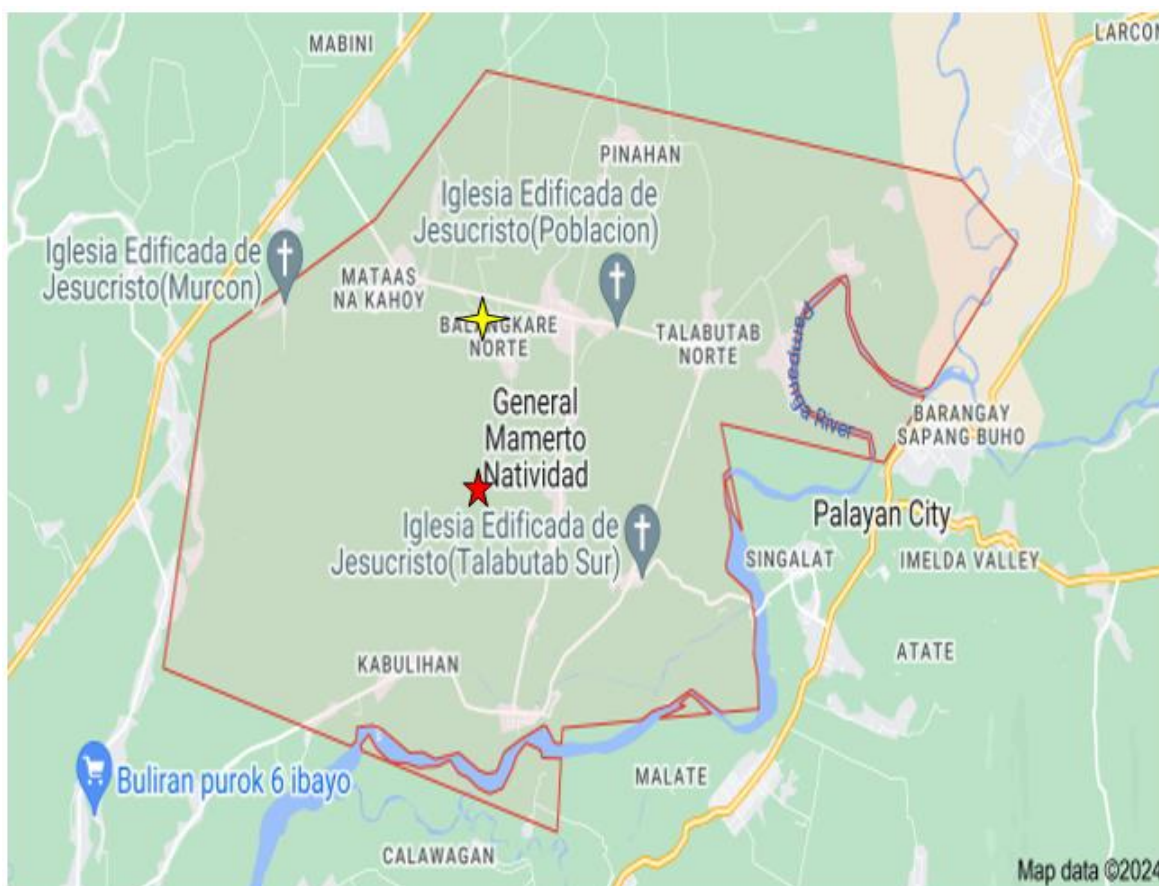 MABINI
LARCON
PINAHAN
Iglesia Edificada de
Jesucristo(Poblacion)
Iglesia Edificada de
Jesucristo(Murcon)
MATAAS
NA KAHOY
BALANGKARE
NORTE
TALABUTAB
NORTE
Pampanga River
General
Mamerto
Natividad
BARANGAY
SAPANG BUHO
Iglesia Edificada de
Jesucristo(Talabutab Sur)
Palayan City
SINGALAT
IMELDA VALLEY
ATATE
KABULIHAN
Buliran purok 6 ibayo
MALATE
CALAWAGAN
Map data ©2024